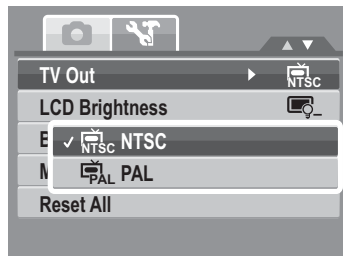 TV Out NTSC
LCD Brightness
E ✓ NTSC NTSC
M PAL PAL
Reset All